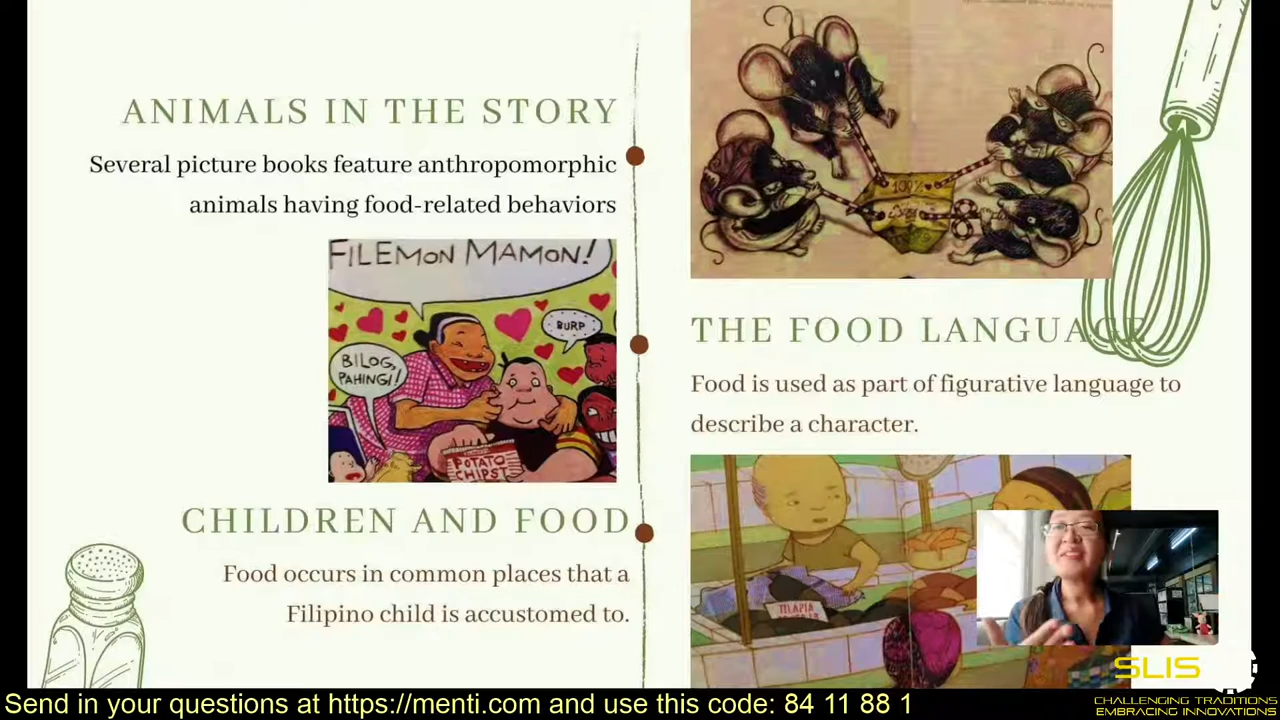 ANIMALS IN THE STORY
Several picture books feature anthropomorphic
animals having food-related behaviors
100%
FILEMON MAMON!
BURP
BILOG,
PAHINGI!
POTATO
CHIPS
THE FOOD LANGUAGE
Food is used as part of figurative language to
describe a character.
CHILDREN AND FOOD
Food occurs in common places that a
Filipino child is accustomed to.
TILAPIA
SLIS
CHALLENGING TRADITIONS
EMBRACING INNOVATIONS
Send in your questions at https://menti.com and use this code: 84 11 88 1